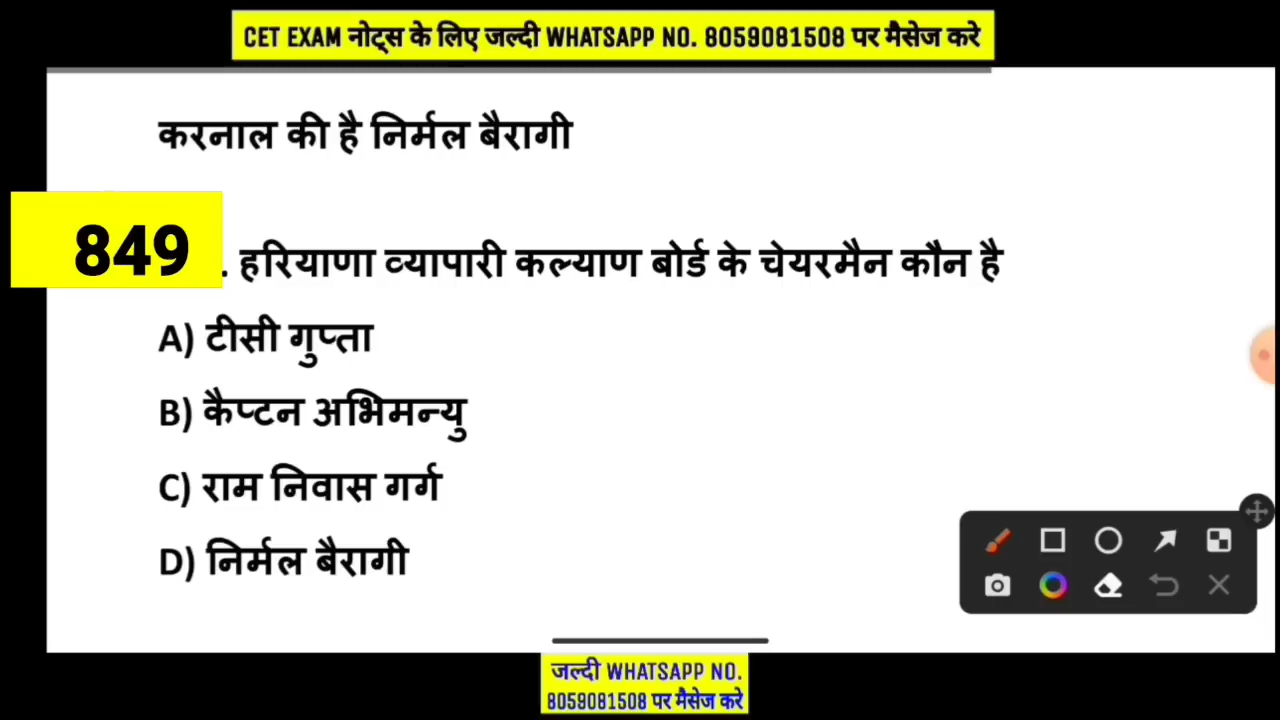 CET EXAM नोट्स के लिए जल्दी WHATSAPP NO. 8059081508 पर मैसेज करे
करनाल की है निर्मल बैरागी
849 . हरियाणा व्यापारी कल्याण बोर्ड के चेयरमैन कौन है
A) टीसी गुप्ता
B) कैप्टन अभिमन्यु
C) राम निवास गर्ग
D) निर्मल बैरागी
जल्दी WHATSAPP NO.
8059081508 पर मैसेज करे